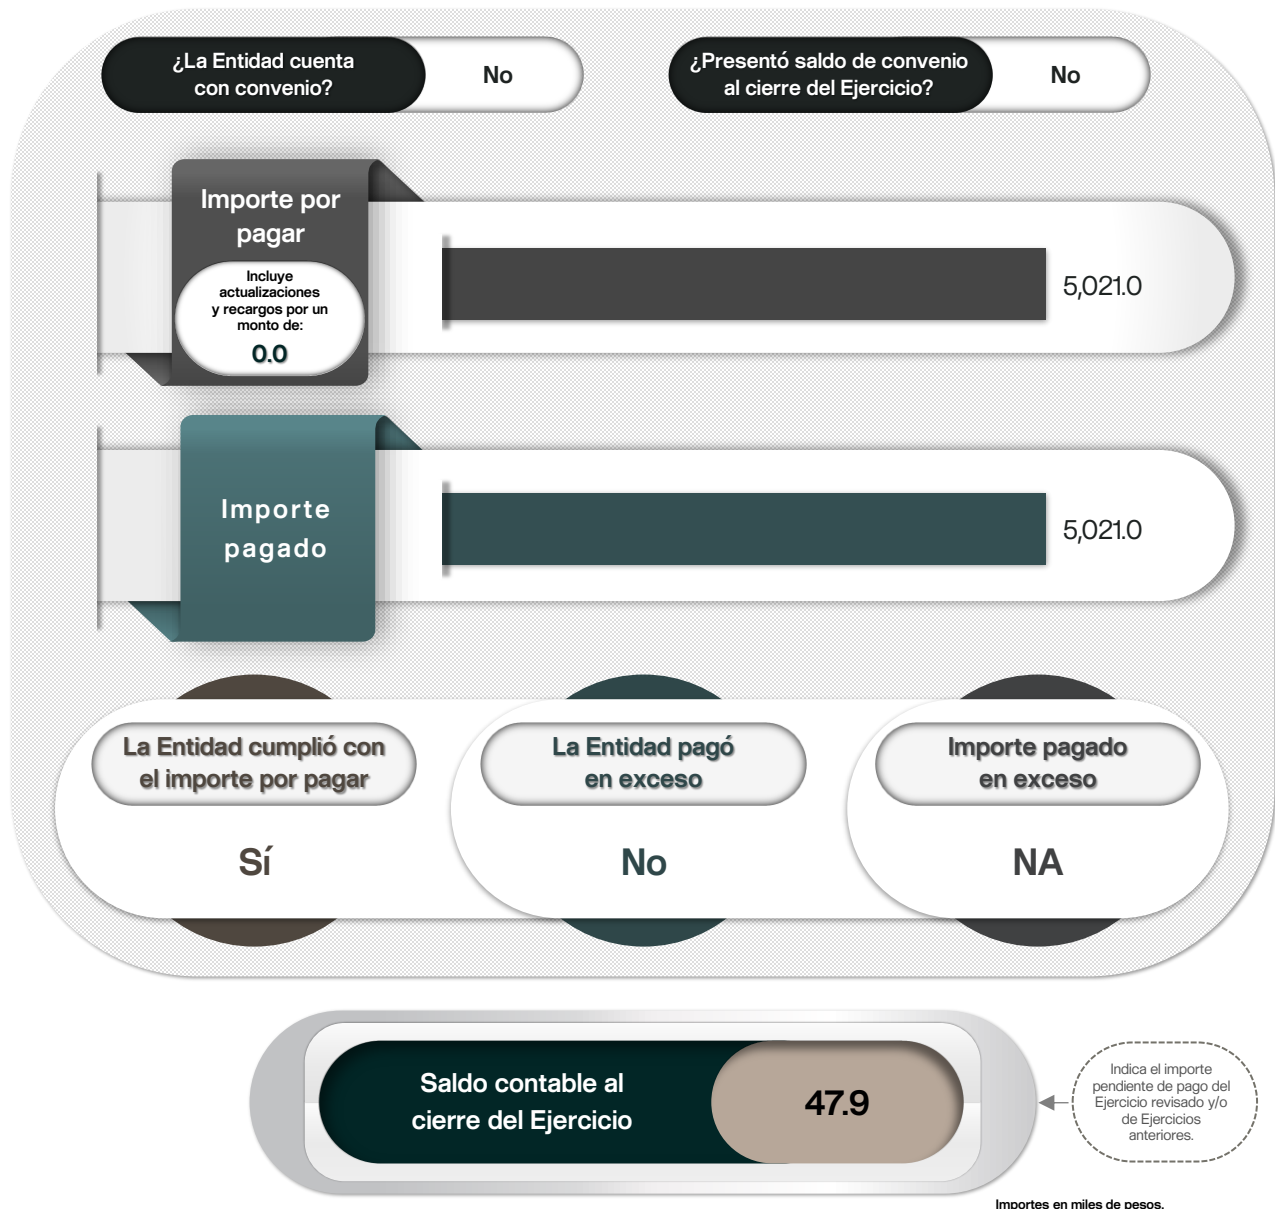 ¿La Entidad cuenta
con convenio?
No
¿Presentó saldo de convenio
al cierre del Ejercicio?
No
Importe por
pagar
Incluye
actualizaciones
y recargos por un
monto de:
0.0
5,021.0
Importe
pagado
5,021.0
La Entidad cumplió con
el importe por pagar
Sí
La Entidad pagó
en exceso
No
Importe pagado
en exceso
NA
Saldo contable al
cierre del Ejercicio
47.9
Indica el importe
pendiente de pago del
Ejercicio revisado y/o
de Ejercicios
anteriores.
Importes en miles de pesos.